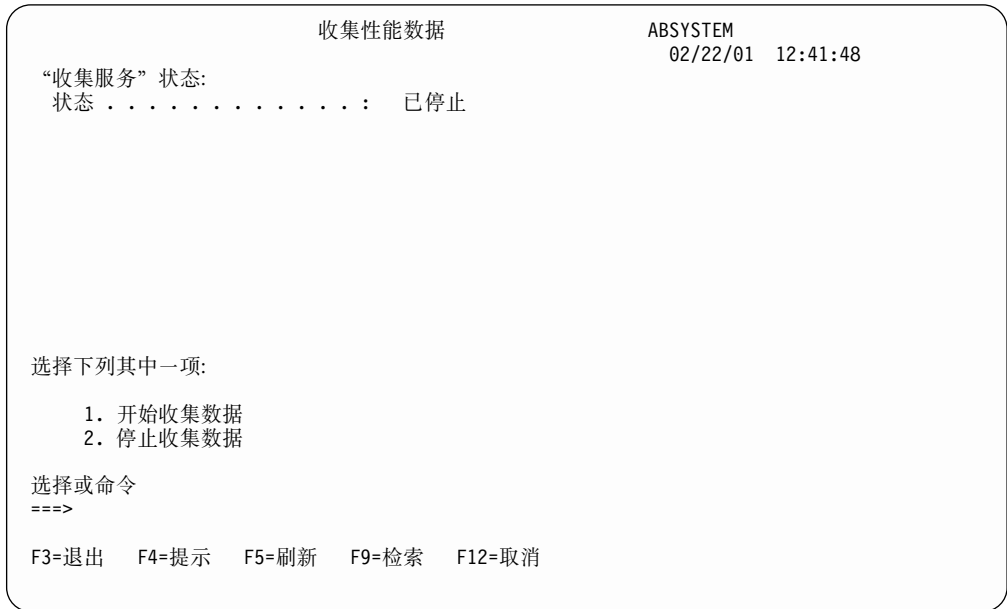 收集性能数据 ABSYSTEM
02/22/01 12:41:48
“收集服务”状态:
状态 . . . . . . . . . . . . . : 已停止
选择下列其中一项:
1. 开始收集数据
2. 停止收集数据
选择或命令
===>
F3=退出 F4=提示 F5=刷新 F9=检索 F12=取消